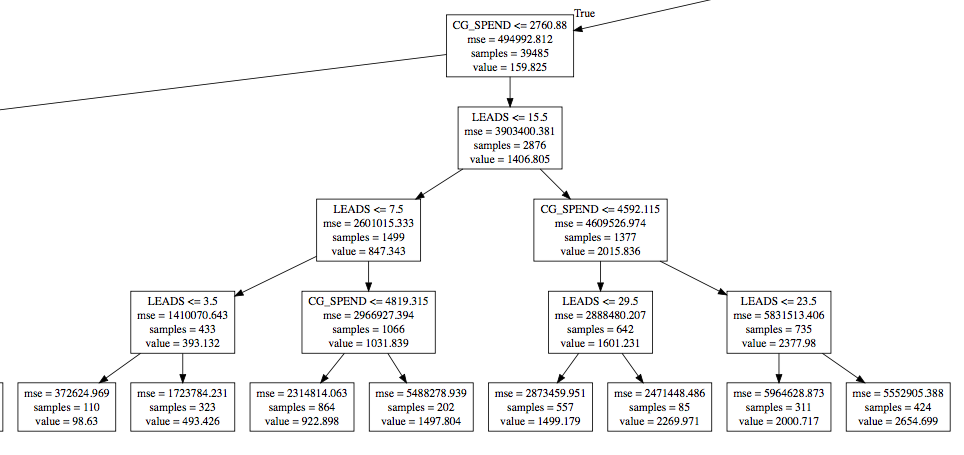 True
CG_SPEND <= 2760.88
mse = 494992.812
samples = 39485
value = 159.825
LEADS <= 15.5
mse = 3903400.381
samples = 2876
value = 1406.805
LEADS <= 7.5
mse = 2601015.333
samples = 1499
value = 847.343
CG_SPEND <= 4592.115
mse = 4609526.974
samples = 1377
value = 2015.836
LEADS <= 3.5
mse = 1410070.643
samples = 433
value = 393.132
CG_SPEND <= 4819.315
mse = 2966927.394
samples = 1066
value = 1031.839
LEADS <= 29.5
mse = 2888480.207
samples = 642
value = 1601.231
LEADS <= 23.5
mse = 5831513.406
samples = 735
value = 2377.98
mse = 372624.969
samples = 110
value = 98.63
mse = 1723784.231
samples = 323
value = 493.426
mse = 2314814.063
samples = 864
value = 922.898
mse = 5488278.939
samples = 202
value = 1497.804
mse = 2873459.951
samples = 557
value = 1499.179
mse = 2471448.486
samples = 85
value = 2269.971
mse = 5964628.873
samples = 311
value = 2000.717
mse = 5552905.388
samples = 424
value = 2654.699